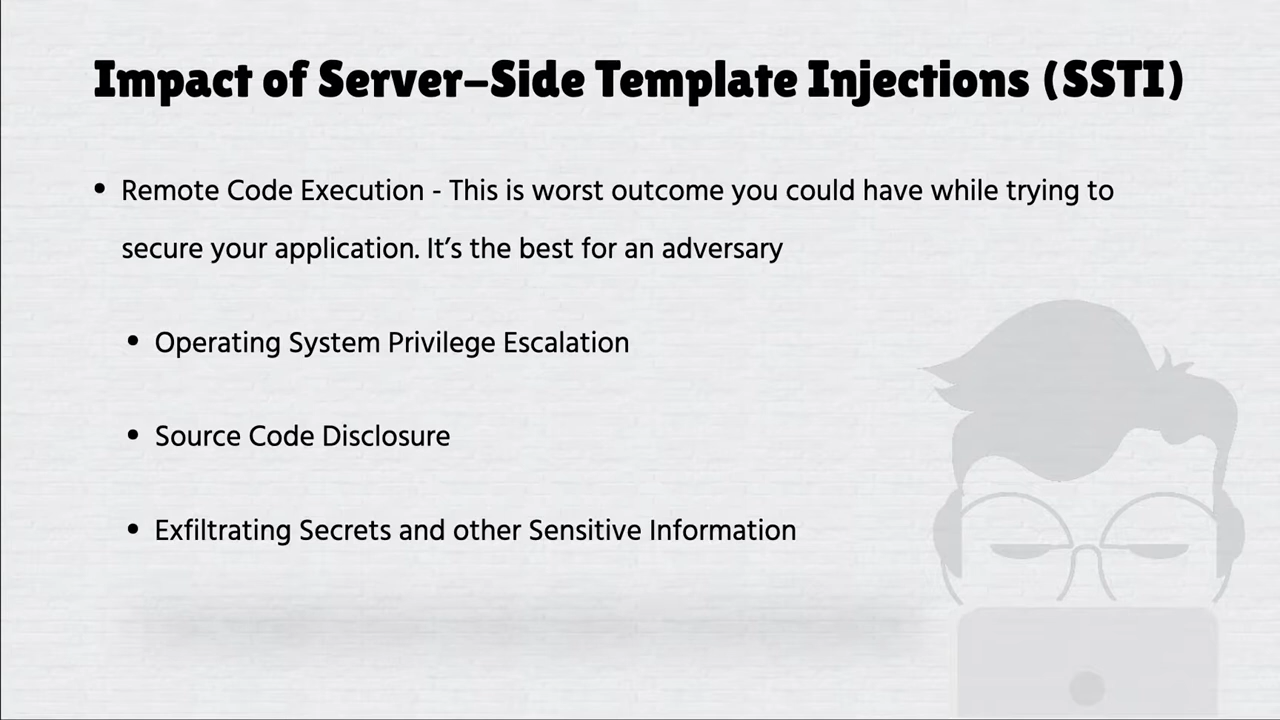 Impact of Server-Side Template Injections (SSTI)
• Remote Code Execution - This is worst outcome you could have while trying to
secure your application. It's the best for an adversary
• Operating System Privilege Escalation
• Source Code Disclosure
• Exfiltrating Secrets and other Sensitive Information